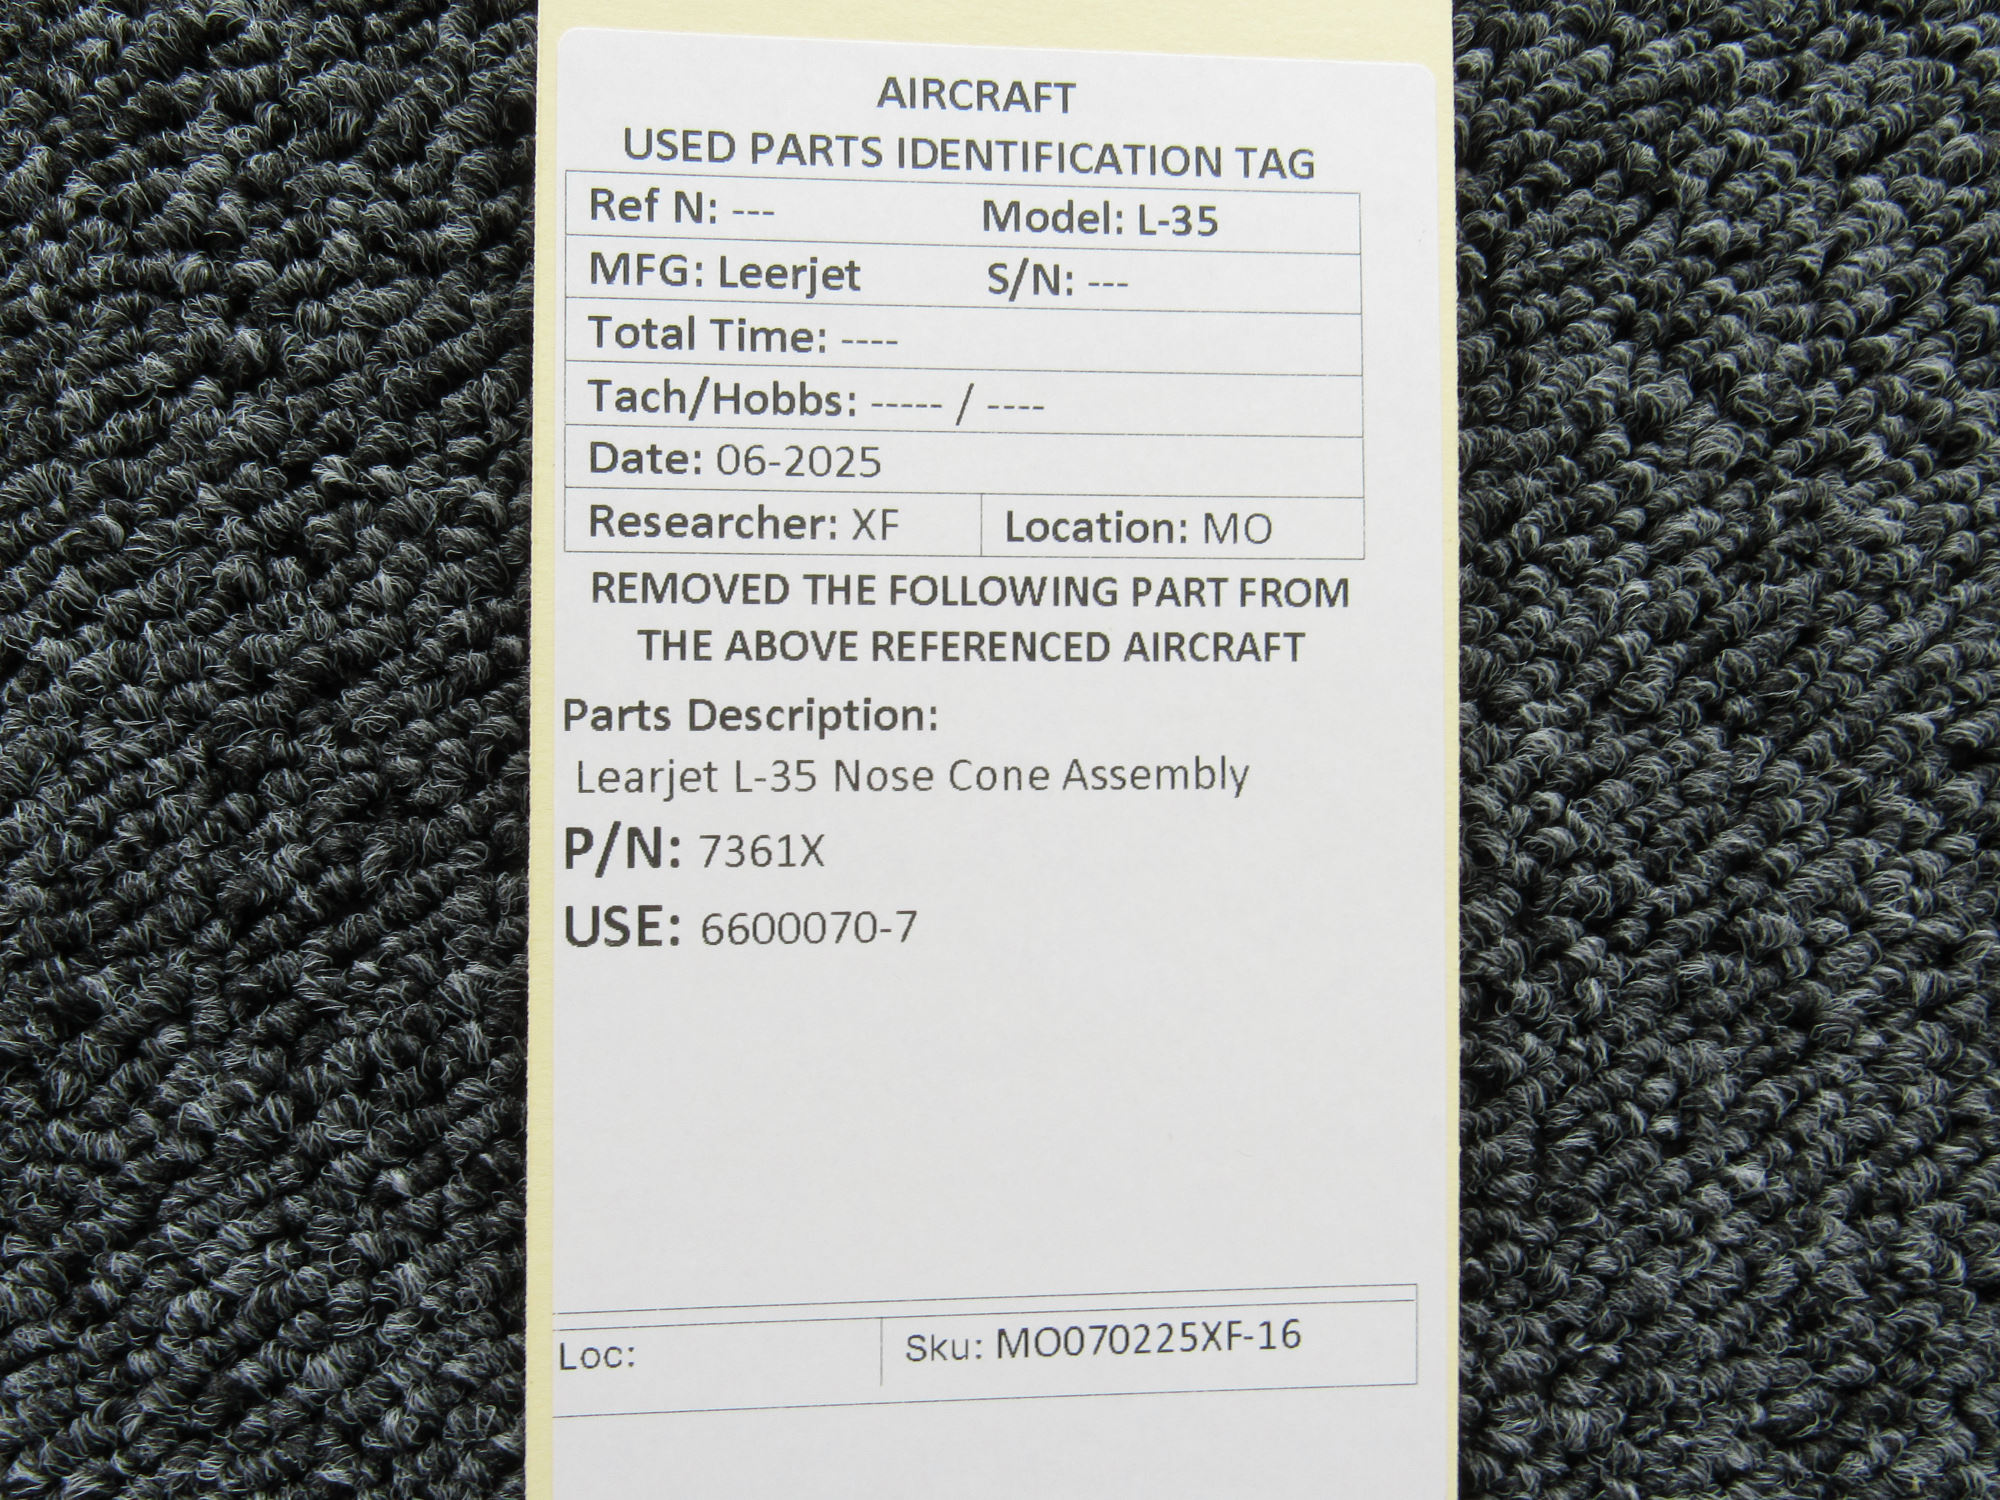 AIRCRAFT
USED PARTS IDENTIFICATION TAG
Ref N: --- Model: L-35
MFG: Leerjet S/N: ---
Total Time: ----
Tach/Hobbs: ----- / ----
Date: 06-2025
Researcher: XF Location: MO
REMOVED THE FOLLOWING PART FROM
THE ABOVE REFERENCED AIRCRAFT
Parts Description:
Learjet L-35 Nose Cone Assembly
P/N: 7361X
USE: 6600070-7
Loc: Sku: MO070225XF-16